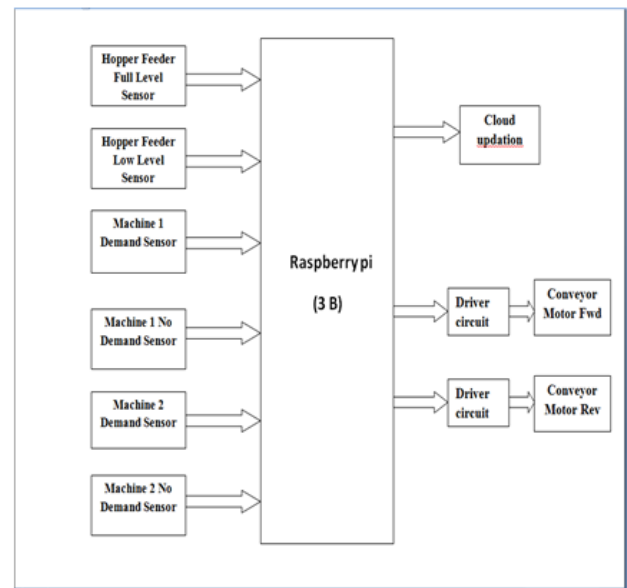 Hopper Feeder
Full Level
Sensor
Hopper Feeder
Low Level
Sensor
Machine 1
Demand Sensor
Machine 1 No
Demand Sensor
Machine 2
Demand Sensor
Machine 2 No
Demand Sensor
Raspberrypi
(3 B)
Cloud
updation
Driver
circuit
Conveyor
Motor Fwd
Driver
circuit
Conveyor
Motor Rev